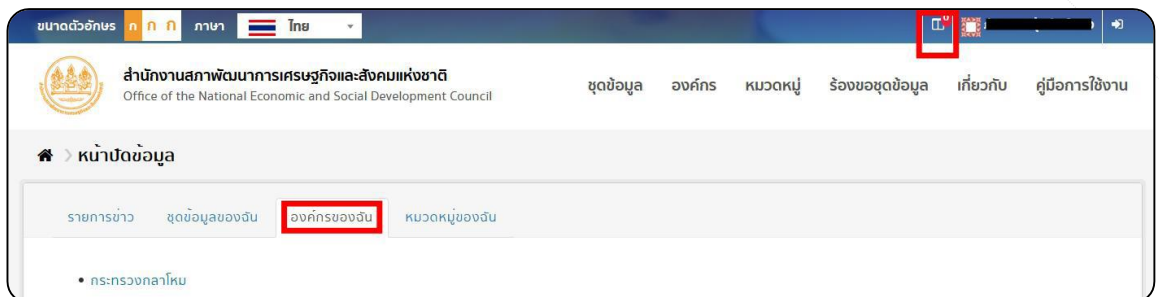 ขนาดตัวอักษร ก ก ก ภาษา ไทย 0
สำนักงานสภาพัฒนาการเศรษฐกิจและสังคมแห่งชาติ
Office of the National Economic and Social Development Council
ชุดข้อมูล องค์กร หมวดหมู่ ร้องขอชุดข้อมูล เกี่ยวกับ คู่มือการใช้งาน
หน้าปัดข้อมูล
รายการข่าว ชุดข้อมูลของฉัน องค์กรของฉัน หมวดหมู่ของฉัน
กระทรวงกลาโหม